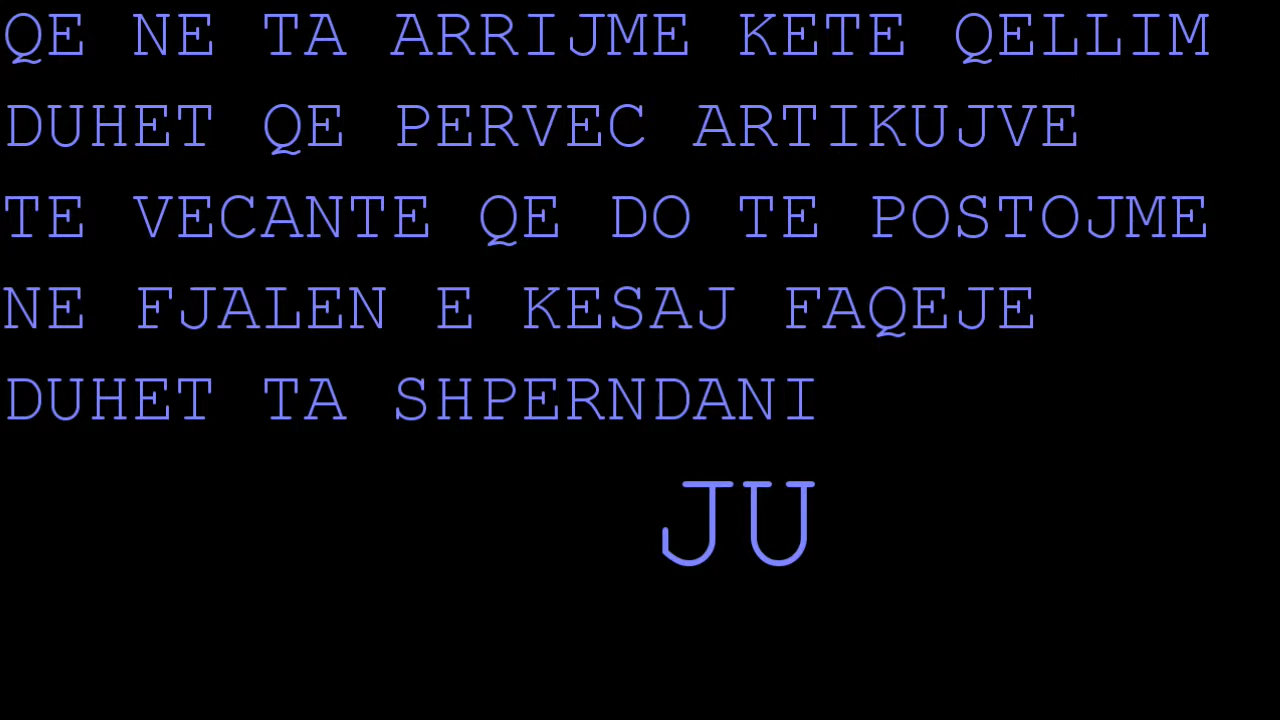 QE NE TA ARRIJME KETE QELLIM
DUHET QE PERVEC ARTIKUJVE
TE VECANTE QE DO TE POSTOJME
NE FJALEN E KESAJ FAQEJE
DUHET TA SHPERNDANI
JU